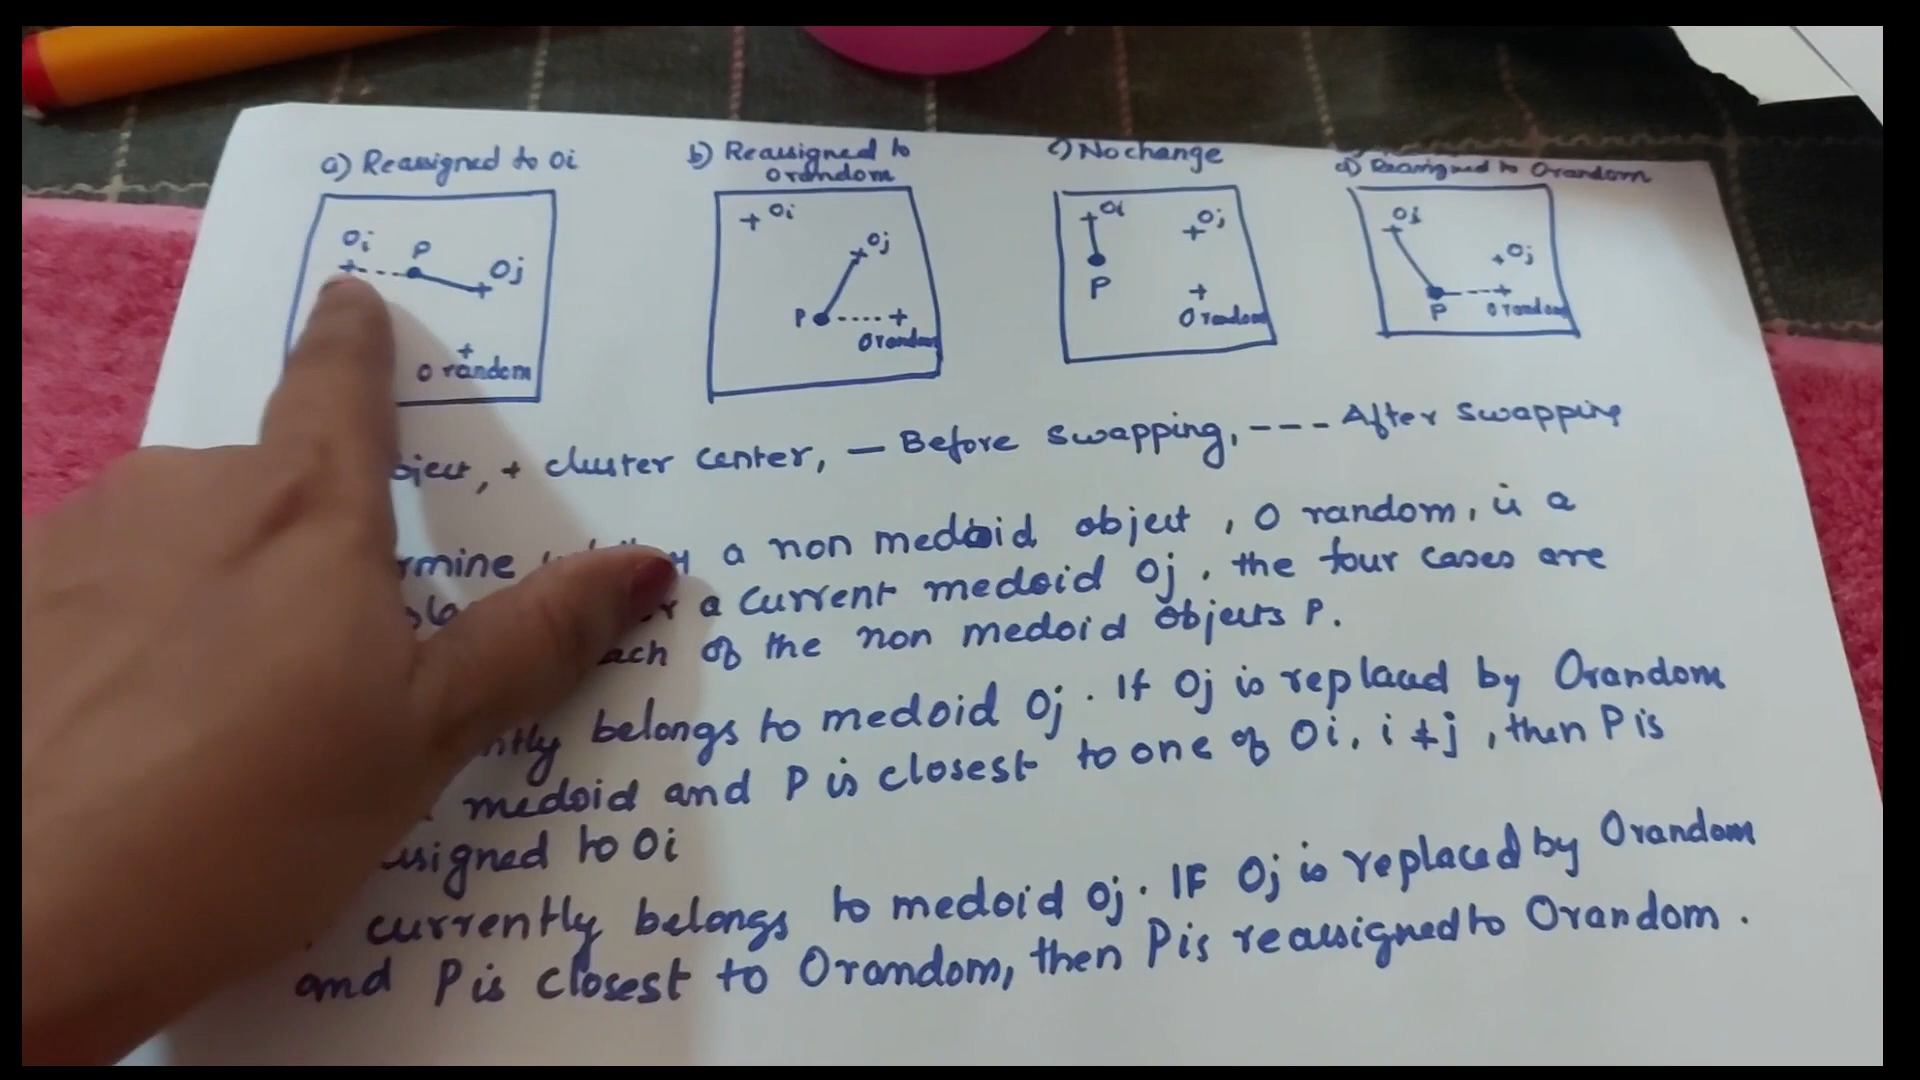 a) Reassigned to Oi
b) Reassigned to
Orandom
c) No change
d) Reassigned to Orandom
Oi
P
Oj
O random
Oi
Oj
P
Orandom
Oi
Oj
P
O random
Oi
Oj
P
O random
, + cluster center, — Before swapping, --- After swapping
a non medoid object, O random, is a
a current medoid Oj, the four cases are
of the non medoid objects P.
belongs to medoid Oj. If Oj is replaced by Orandom
medoid and P is closest to one of Oi, i ≠ j, then P is
to Oi
currently belongs to medoid Oj. IF Oj is replaced by Orandom
and P is closest to Orandom, then P is reassigned to Orandom.